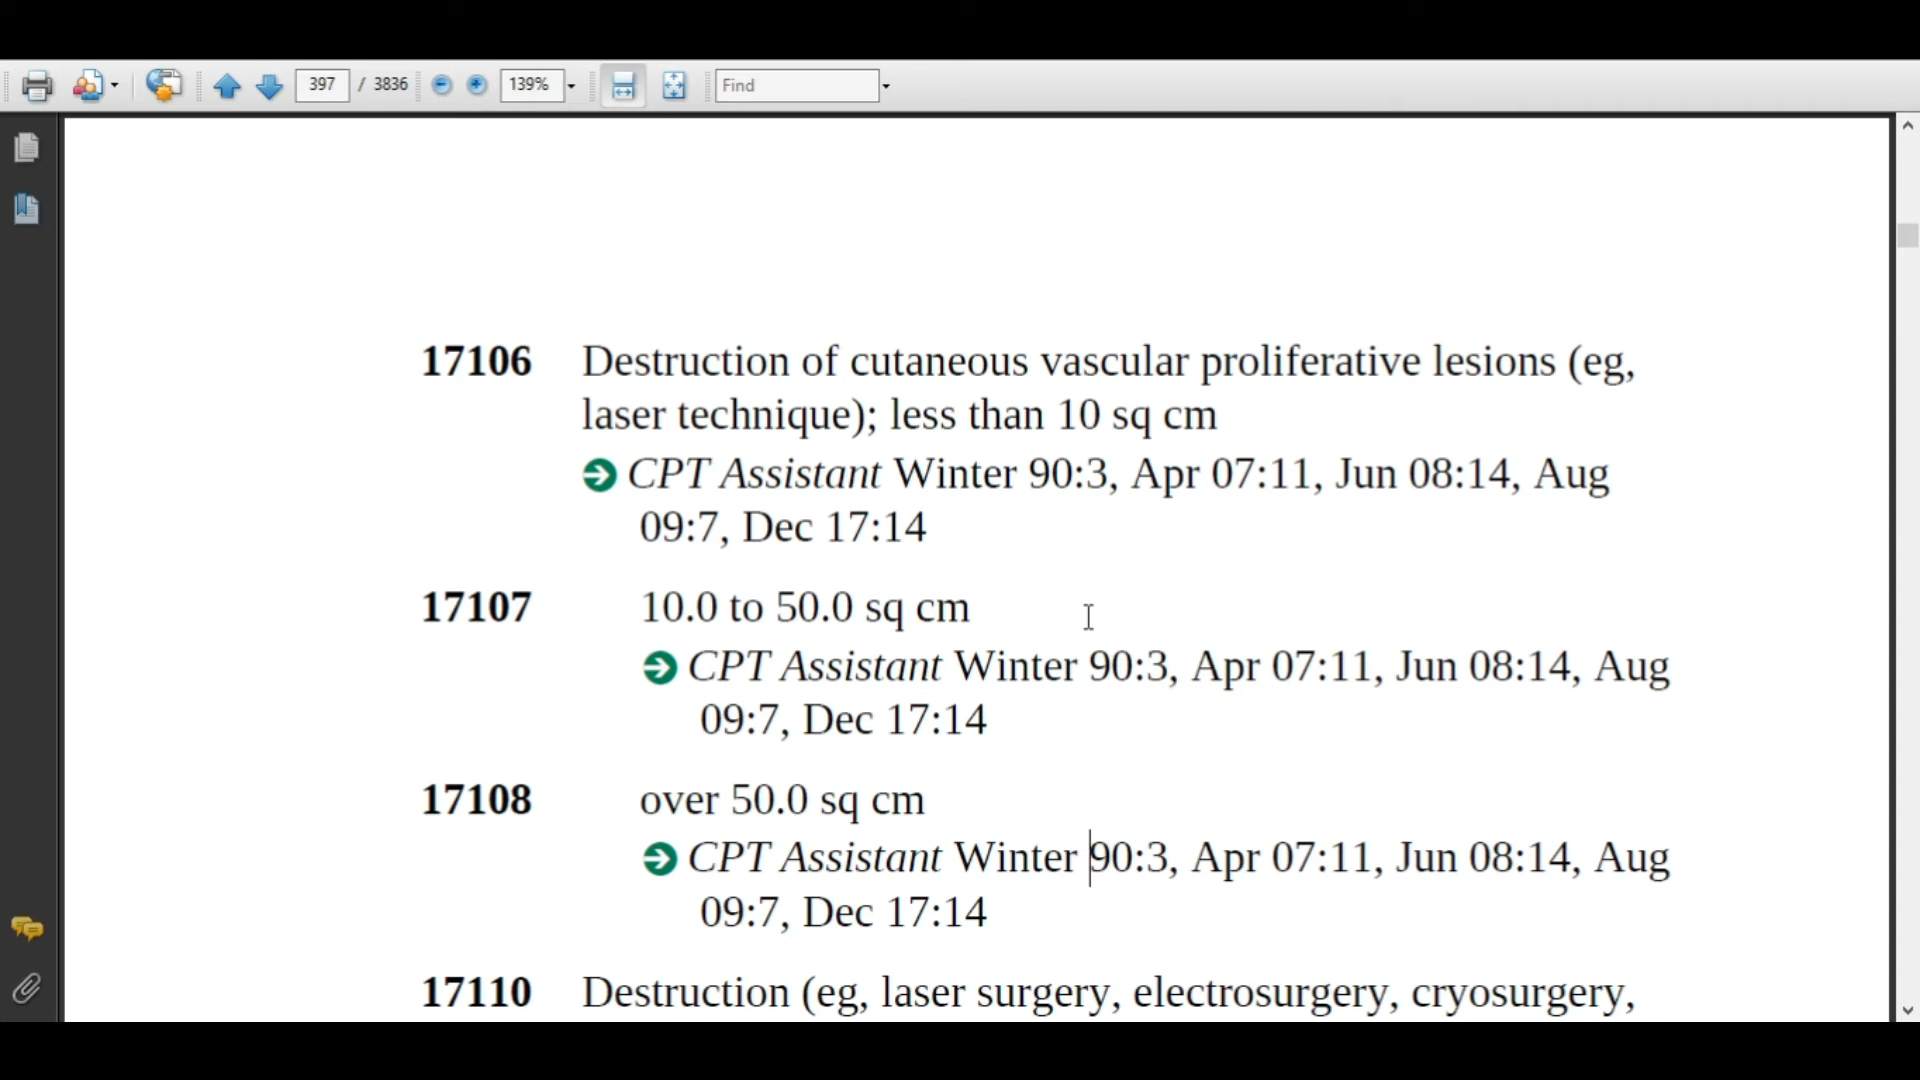 397 / 3836 139% Find
17106 Destruction of cutaneous vascular proliferative lesions (eg,
laser technique); less than 10 sq cm
CPT Assistant Winter 90:3, Apr 07:11, Jun 08:14, Aug
09:7, Dec 17:14
17107 10.0 to 50.0 sq cm
CPT Assistant Winter 90:3, Apr 07:11, Jun 08:14, Aug
09:7, Dec 17:14
17108 over 50.0 sq cm
CPT Assistant Winter 90:3, Apr 07:11, Jun 08:14, Aug
09:7, Dec 17:14
17110 Destruction (eg, laser surgery, electrosurgery, cryosurgery,